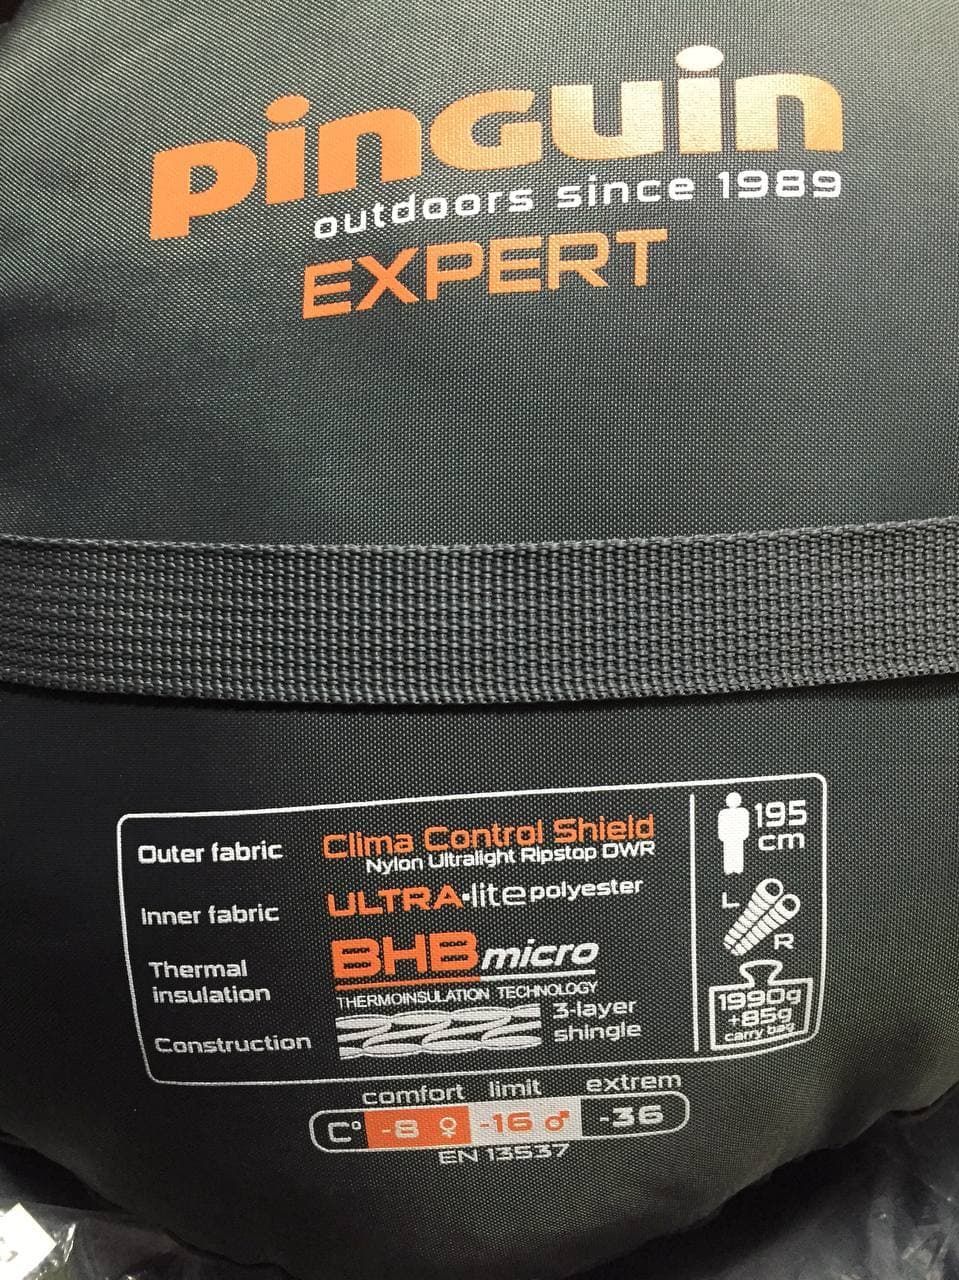 pinguin
outdoors since 1989
EXPERT
Outer fabric Clima Control Shield
Nylon Ultralight Ripstop DWR
Inner fabric ULTRA•lite polyester
Thermal insulation BHB micro
THERMOINSULATION TECHNOLOGY
Construction 3-layer shingle
195 cm
L
R
1990g
+85g
carry bag
comfort limit extrem
C° -8 ♀ -16 ♂ -36
EN 13537